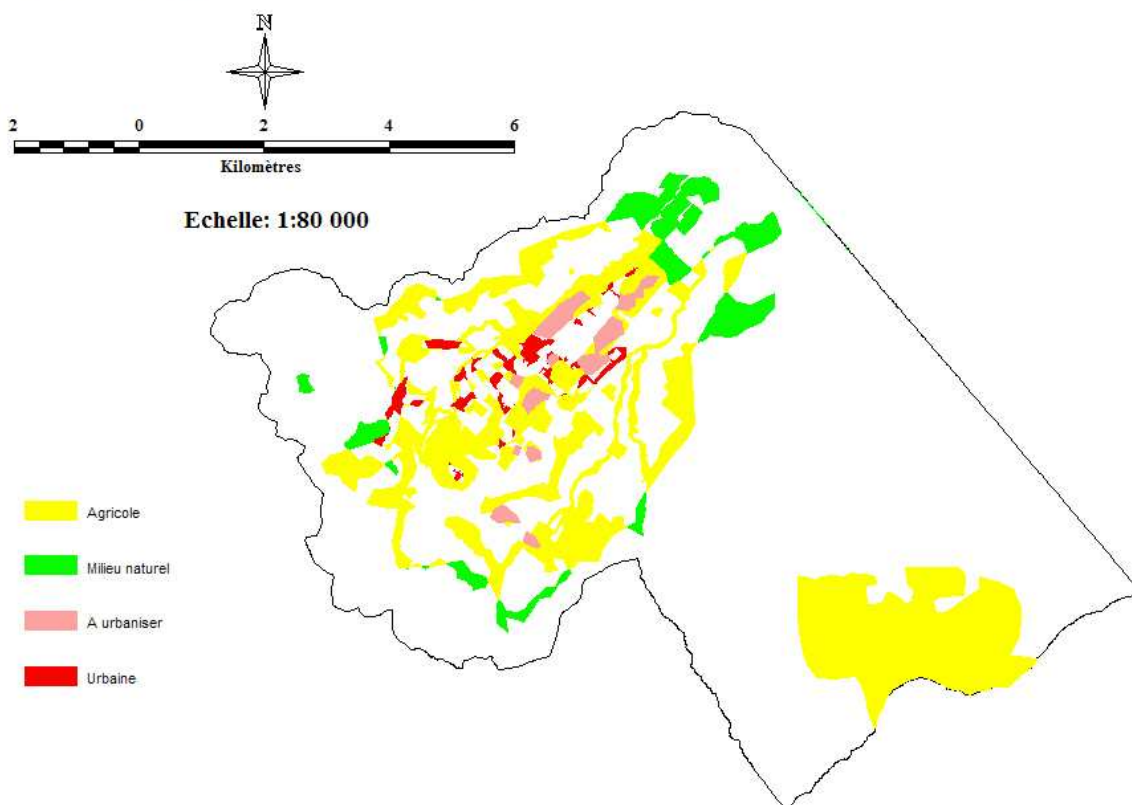 N
2 0 2 4 6
Kilomètres
Echelle: 1:80 000
Agricole
Milieu naturel
A urbaniser
Urbaine